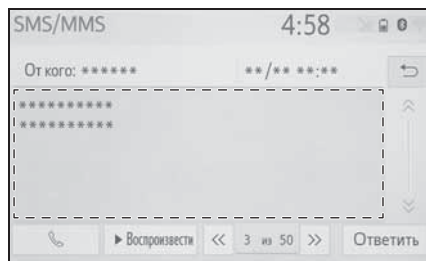 SMS/MMS 4:58
От кого: ****** **/** **:**
**********
**********
▶ Воспроизвести << 3 из 50 >> Ответить